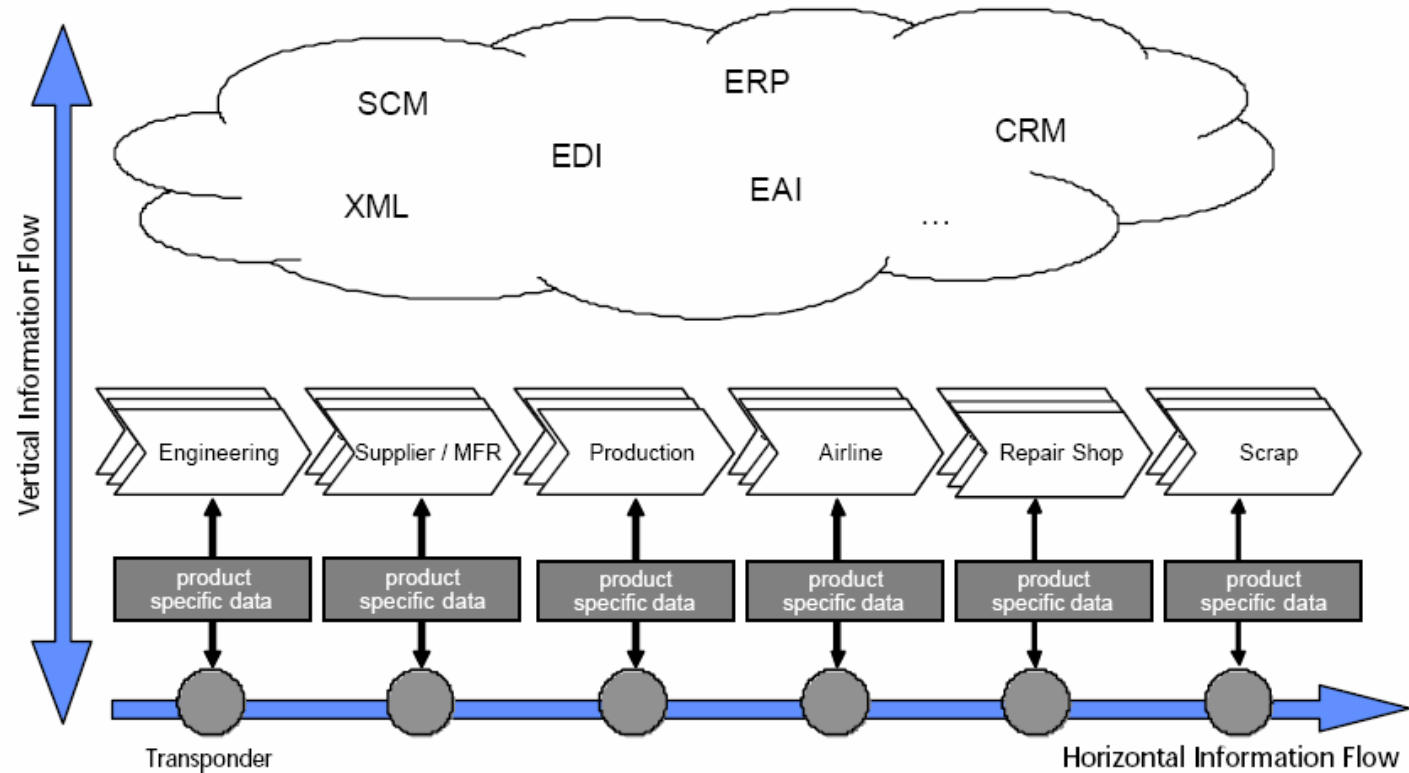 ERP
SCM
CRM
EDI
EAI
XML
...
Vertical Information Flow
Engineering
Supplier / MFR
Production
Airline
Repair Shop
Scrap
product
specific data
product
specific data
product
specific data
product
specific data
product
specific data
product
specific data
Transponder
Horizontal Information Flow